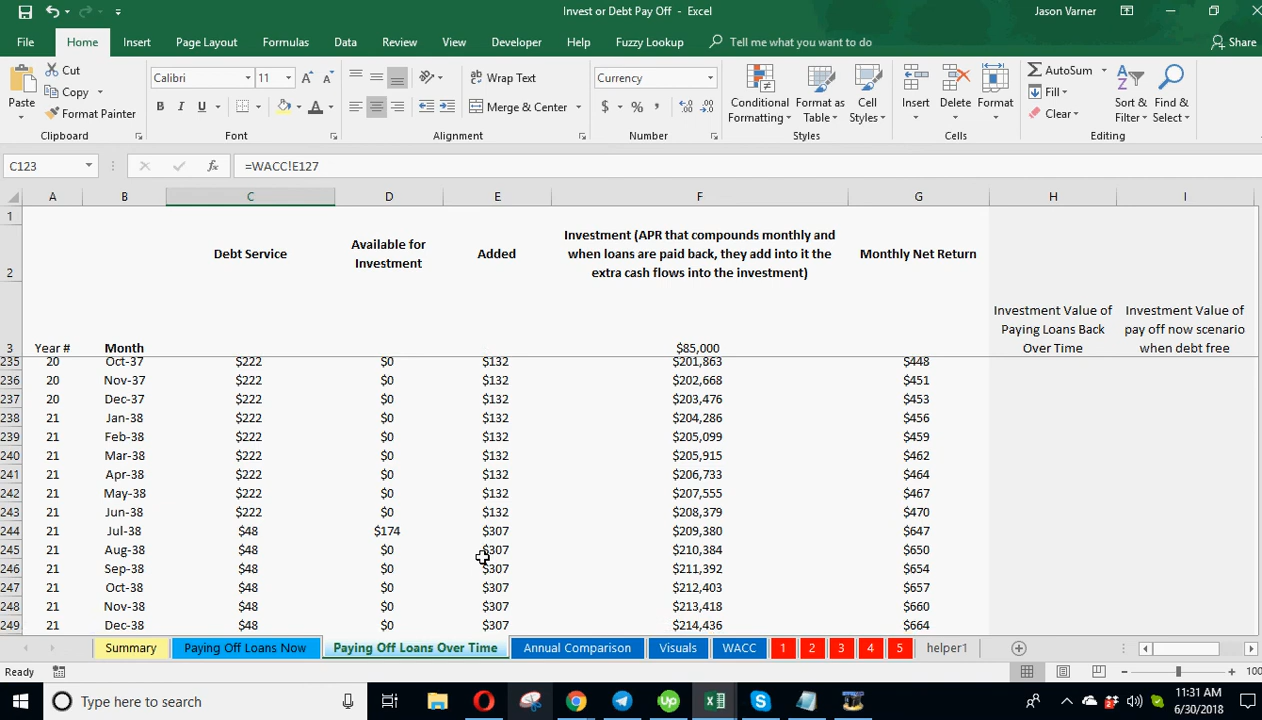 Invest or Debt Pay Off - Excel
Jason Varner
File Home Insert Page Layout Formulas Data Review View Developer Help Fuzzy Lookup Tell me what you want to do Share
Paste
Cut
Copy
Format Painter
Clipboard
Calibri 11
B I U
Font
Wrap Text
Merge & Center
Alignment
Currency
$ % ,
Number
Conditional Formatting
Format as Table
Cell Styles
Styles
Insert Delete Format
Cells
AutoSum
Fill
Clear
Sort & Filter
Find & Select
Editing
C123 fx =WACC!E127
A B C D E F G H I
1
2
Debt Service
Available for
Investment
Added
Investment (APR that compounds monthly and
when loans are paid back, they add into it the
extra cash flows into the investment)
Monthly Net Return
Investment Value of
Paying Loans Back
Over Time
Investment Value of
pay off now scenario
when debt free
3 Year # Month $85,000
235 20 Oct-37 $222 $0 $132 $201,863 $448
236 20 Nov-37 $222 $0 $132 $202,668 $451
237 20 Dec-37 $222 $0 $132 $203,476 $453
238 21 Jan-38 $222 $0 $132 $204,286 $456
239 21 Feb-38 $222 $0 $132 $205,099 $459
240 21 Mar-38 $222 $0 $132 $205,915 $462
241 21 Apr-38 $222 $0 $132 $206,733 $464
242 21 May-38 $222 $0 $132 $207,555 $467
243 21 Jun-38 $222 $0 $132 $208,379 $470
244 21 Jul-38 $48 $174 $307 $209,380 $647
245 21 Aug-38 $48 $0 $307 $210,384 $650
246 21 Sep-38 $48 $0 $307 $211,392 $654
247 21 Oct-38 $48 $0 $307 $212,403 $657
248 21 Nov-38 $48 $0 $307 $213,418 $660
249 21 Dec-38 $48 $0 $307 $214,436 $664
Summary Paying Off Loans Now Paying Off Loans Over Time Annual Comparison Visuals WACC 1 2 3 4 5 helper1
Ready
100
Type here to search
up
11:31 AM
6/30/2018